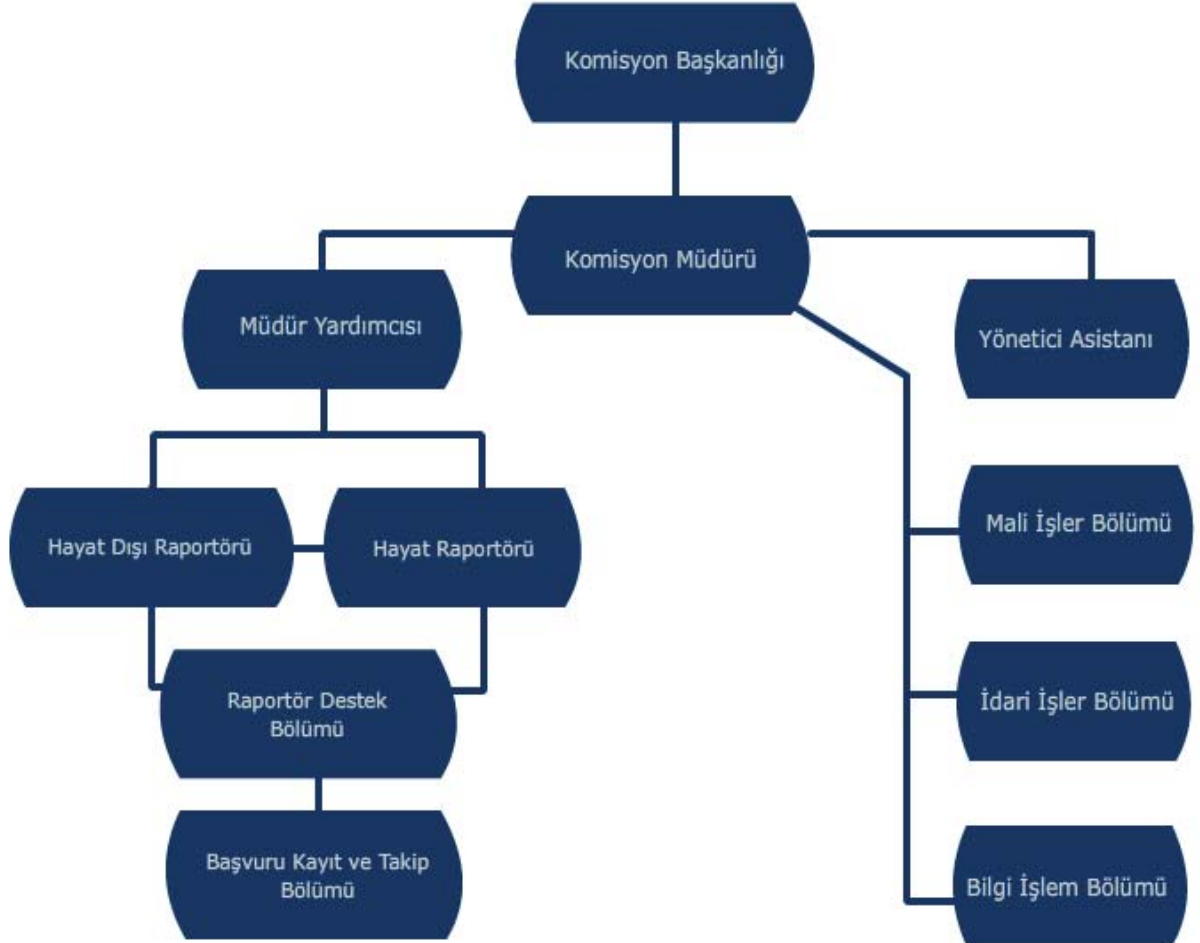 Komisyon Başkanlığı
Komisyon Müdürü
Müdür Yardımcısı
Yönetici Asistanı
Hayat Dışı Raportörü
Hayat Raportörü
Mali İşler Bölümü
Raportör Destek
Bölümü
İdari İşler Bölümü
Başvuru Kayıt ve Takip
Bölümü
Bilgi İşlem Bölümü